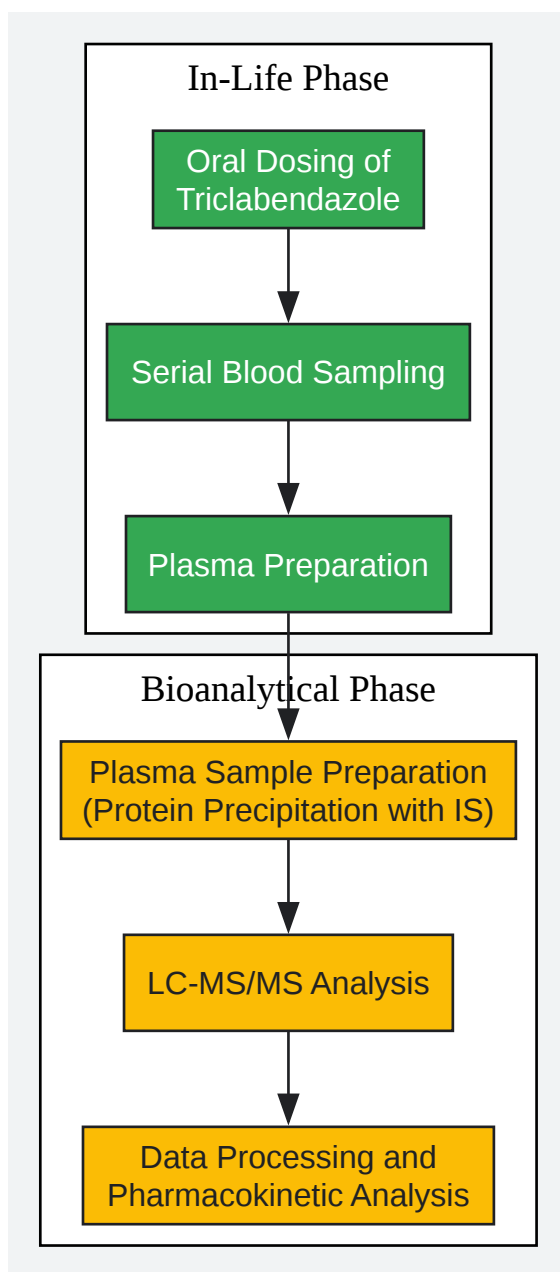 In-Life Phase
Oral Dosing of
Triclabendazole
Serial Blood Sampling
Plasma Preparation
Bioanalytical Phase
Plasma Sample Preparation
(Protein Precipitation with IS)
LC-MS/MS Analysis
Data Processing and
Pharmacokinetic Analysis